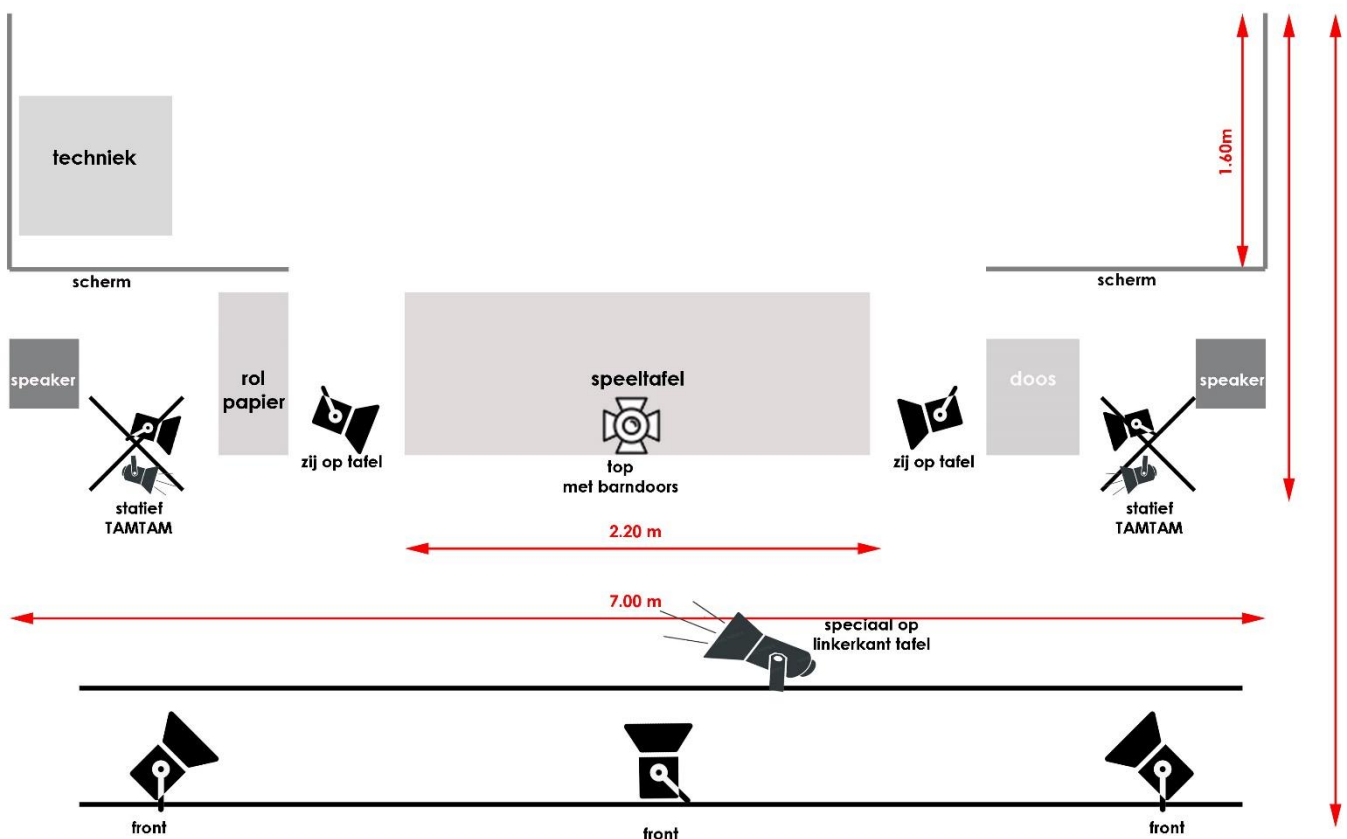 techniek
1.60m
scherm
scherm
speaker
rol
papier
speeltafel
doos
speaker
zij op tafel
top
met barndoors
zij op tafel
statief
TAMTAM
statief
TAMTAM
2.20 m
7.00 m
speciaal op
linkerkant tafel
front
front
front